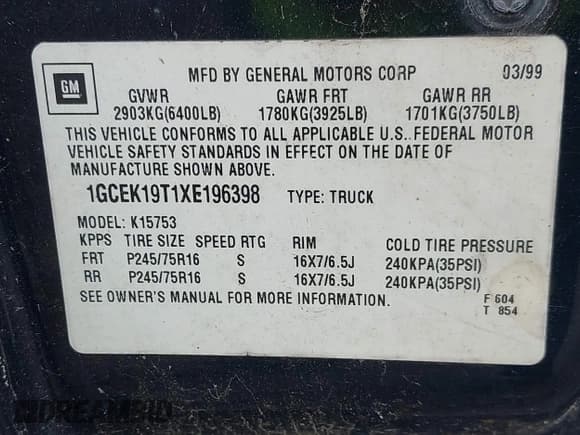 GM
MFD BY GENERAL MOTORS CORP 03/99
GVWR GAWR FRT GAWR RR
2903KG(6400LB) 1780KG(3925LB) 1701KG(3750LB)
THIS VEHICLE CONFORMS TO ALL APPLICABLE U.S. FEDERAL MOTOR
VEHICLE SAFETY STANDARDS IN EFFECT ON THE DATE OF
MANUFACTURE SHOWN ABOVE.
1GCEK19T1XE196398 TYPE: TRUCK
MODEL: K15753
KPPS TIRE SIZE SPEED RTG RIM COLD TIRE PRESSURE
FRT P245/75R16 S 16X7/6.5J 240KPA(35PSI)
RR P245/75R16 S 16X7/6.5J 240KPA(35PSI)
SEE OWNER'S MANUAL FOR MORE INFORMATION.
F 604
T 854
DREAMBID